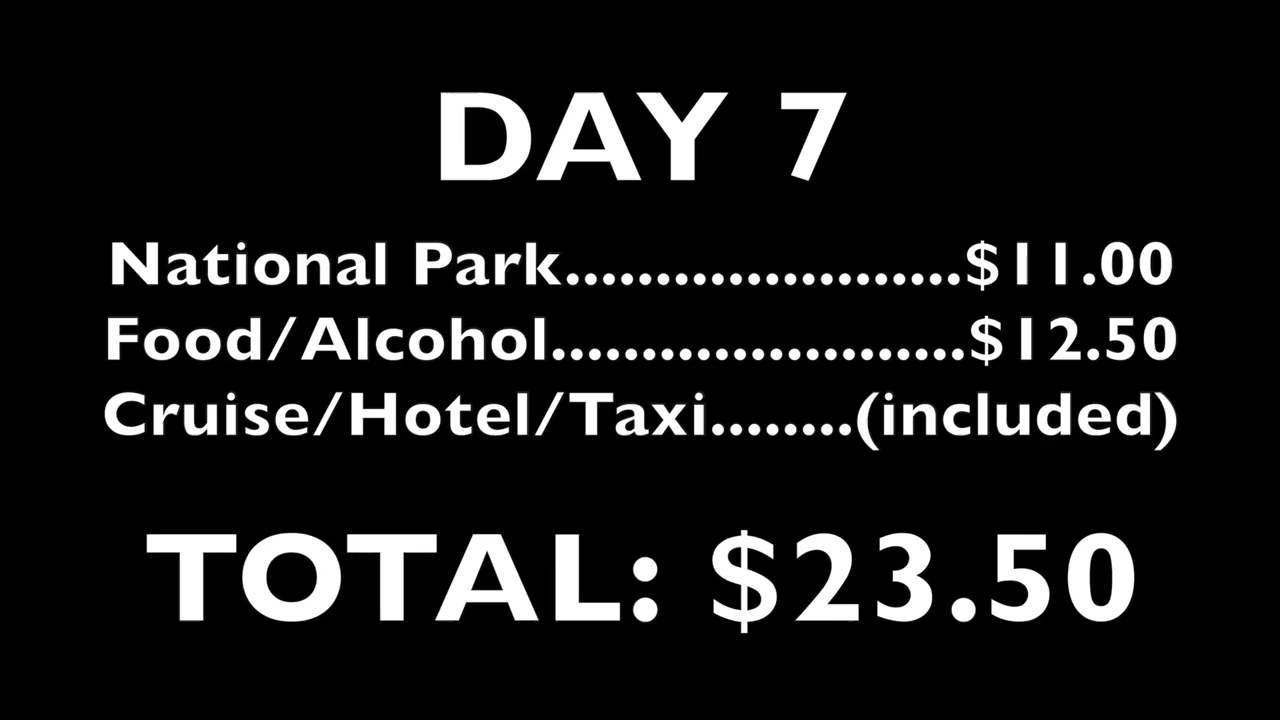 DAY 7
National Park......................$11.00
Food/Alcohol.......................$12.50
Cruise/Hotel/Taxi........(included)
TOTAL: $23.50